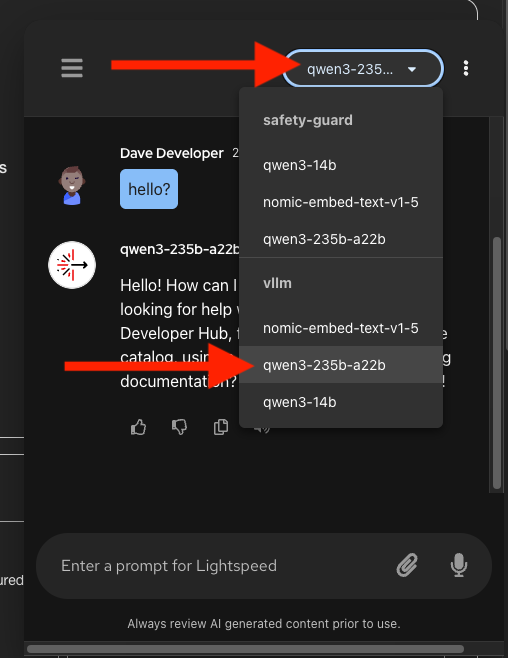 qwen3-235...
s
safety-guard
Dave Developer 2
qwen3-14b
hello?
nomic-embed-text-v1-5
qwen3-235b-a22b
qwen3-235b-a22b
vllm
Hello! How can I
looking for help
nomic-embed-text-v1-5
Developer Hub,
catalog,
qwen3-235b-a22b
g
documentation?
qwen3-14b
!
Enter a prompt for Lightspeed
ured
Always review AI generated content prior to use.